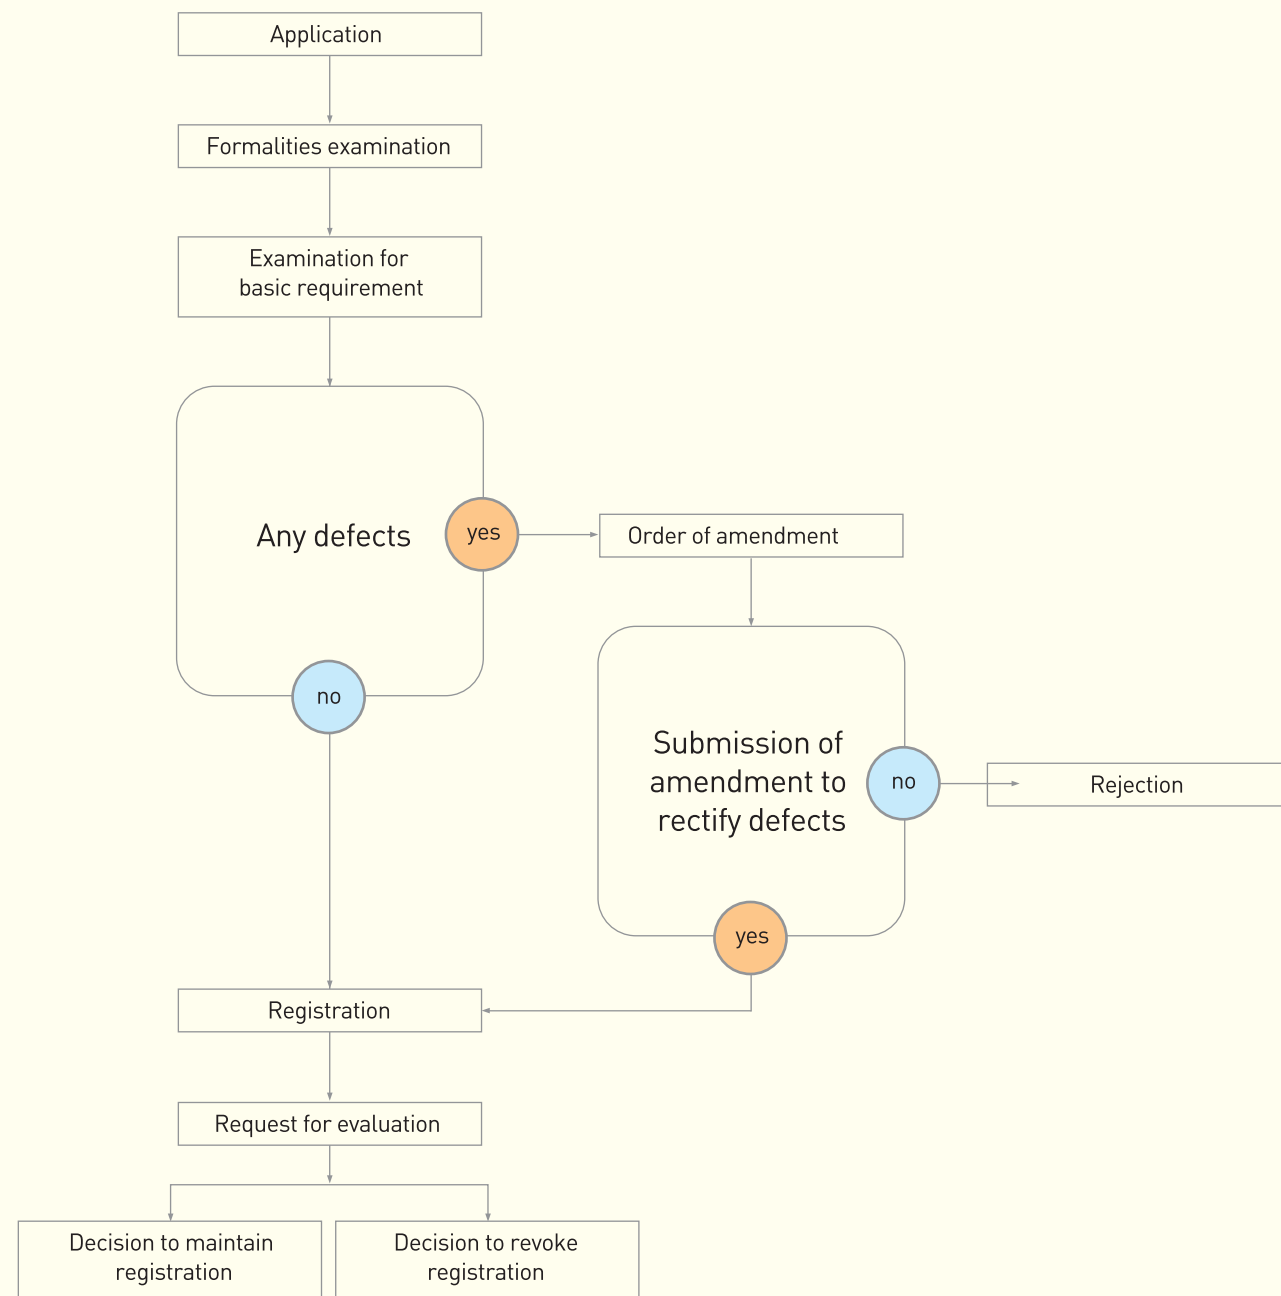 Application
Formalities examination
Examination for
basic requirement
Any defects
yes
Order of amendment
no
Submission of
amendment to
rectify defects
no
Rejection
yes
Registration
Request for evaluation
Decision to maintain
registration
Decision to revoke
registration